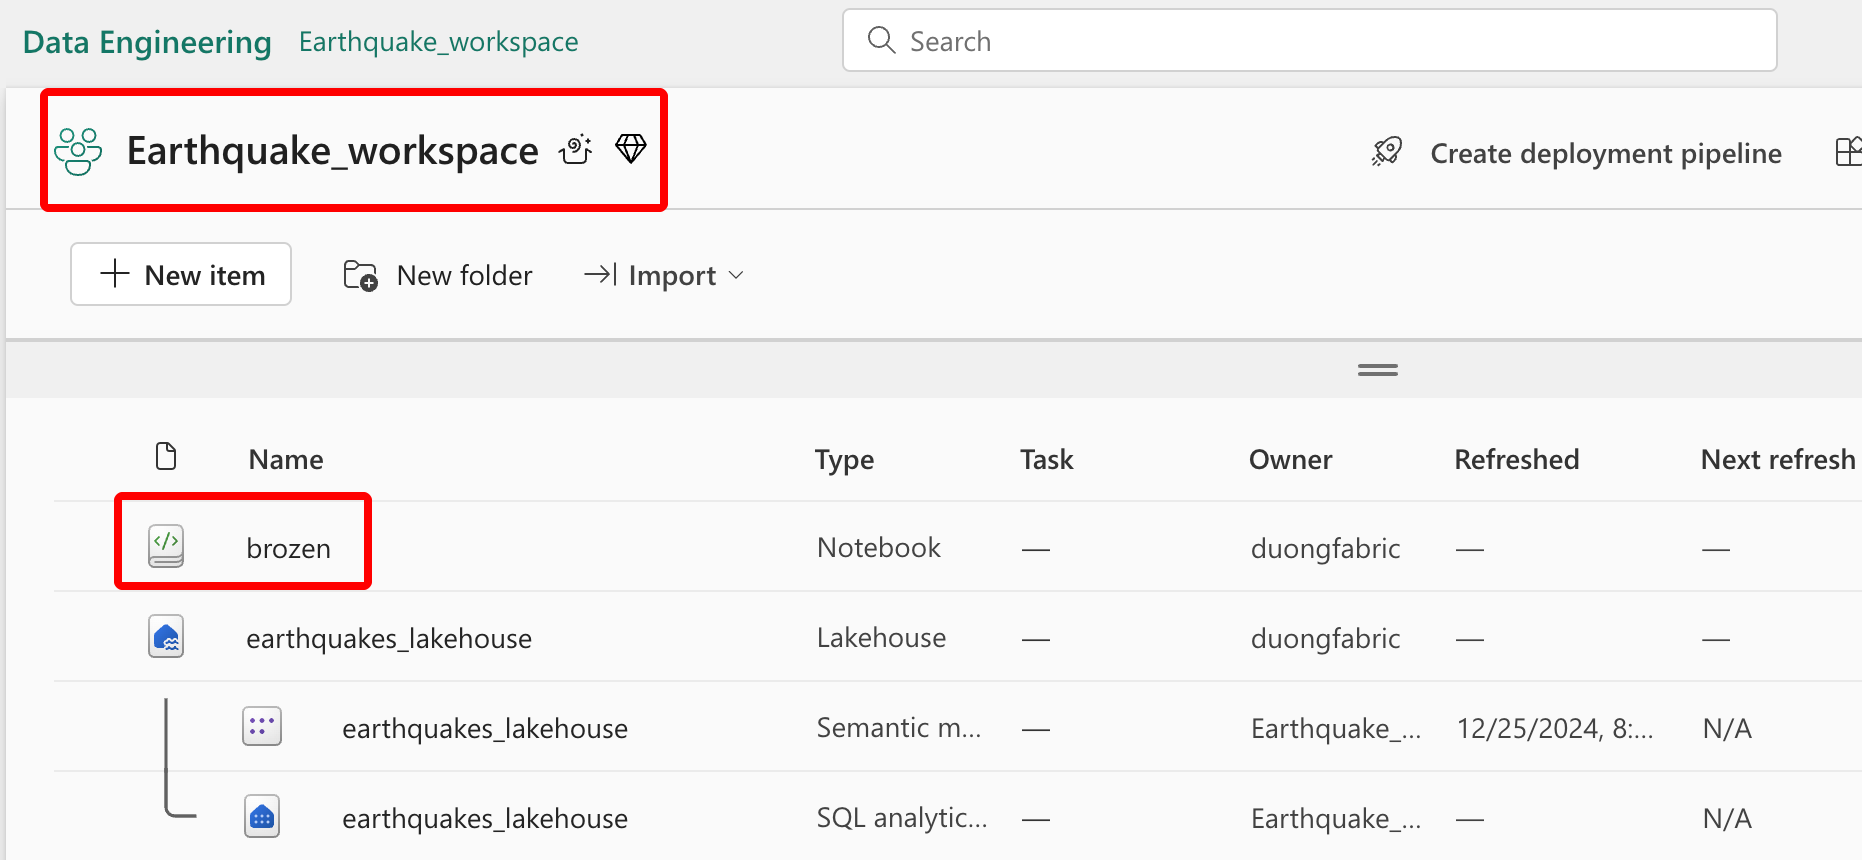 Data Engineering Earthquake_workspace Search
Earthquake_workspace Create deployment pipeline
New item New folder Import
Name Type Task Owner Refreshed Next refresh
brozen Notebook — duongfabric — —
earthquakes_lakehouse Lakehouse — duongfabric — —
earthquakes_lakehouse Semantic m... — Earthquake_... 12/25/2024, 8:... N/A
earthquakes_lakehouse SQL analytic... — Earthquake_... — N/A